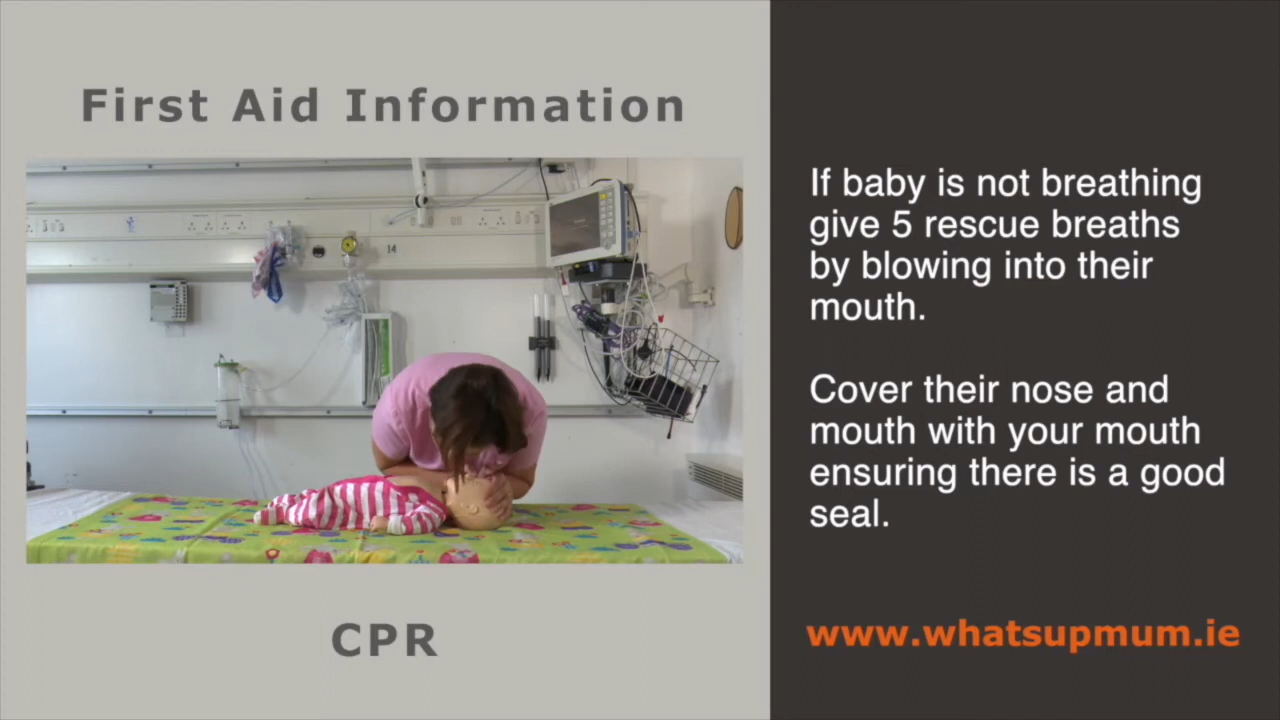 First Aid Information
14
CPR
If baby is not breathing
give 5 rescue breaths
by blowing into their
mouth.
Cover their nose and
mouth with your mouth
ensuring there is a good
seal.
www.whatsupmum.ie